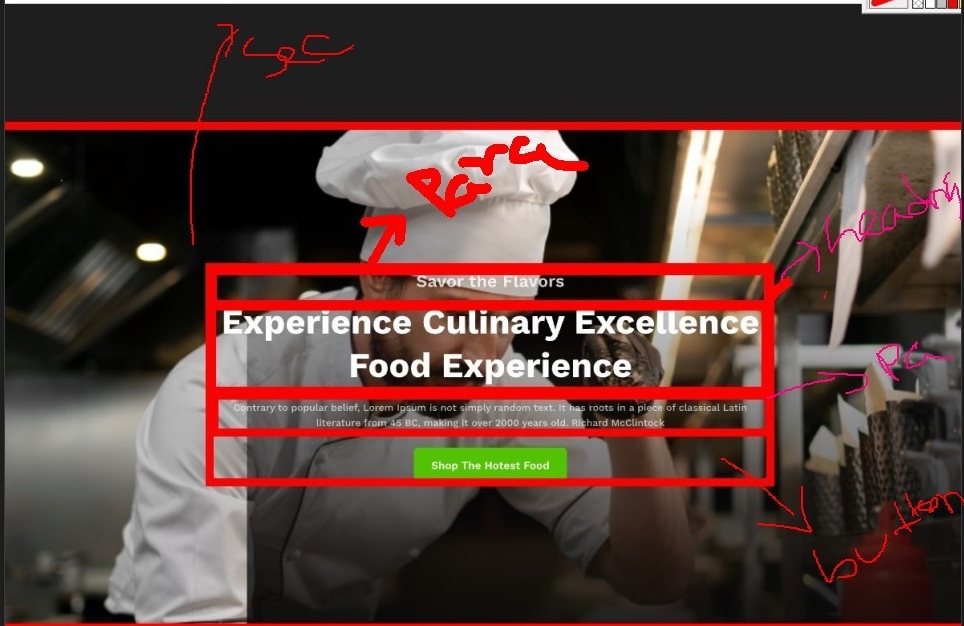 sec
Para
heading
Savor the Flavors
Experience Culinary Excellence
Food Experience
Pa
Contrary to popular belief, Lorem Ipsum is not simply random text. It has roots in a piece of classical Latin
literature from 45 BC, making it over 2000 years old. Richard McClintock
Shop The Hotest Food
button